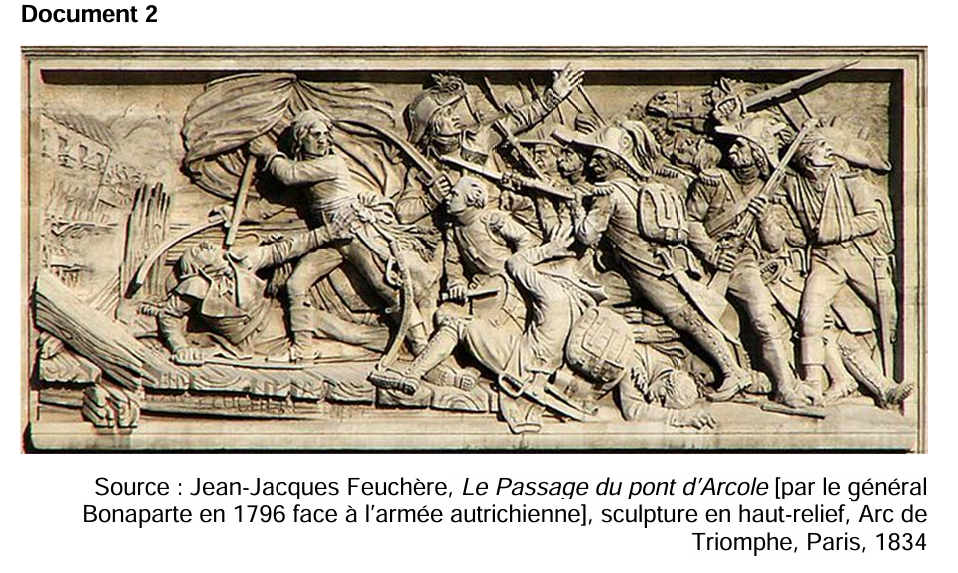 Document 2
Source : Jean-Jacques Feuchère, Le Passage du pont d'Arcole [par le général
Bonaparte en 1796 face à l'armée autrichienne], sculpture en haut-relief, Arc de
Triomphe, Paris, 1834